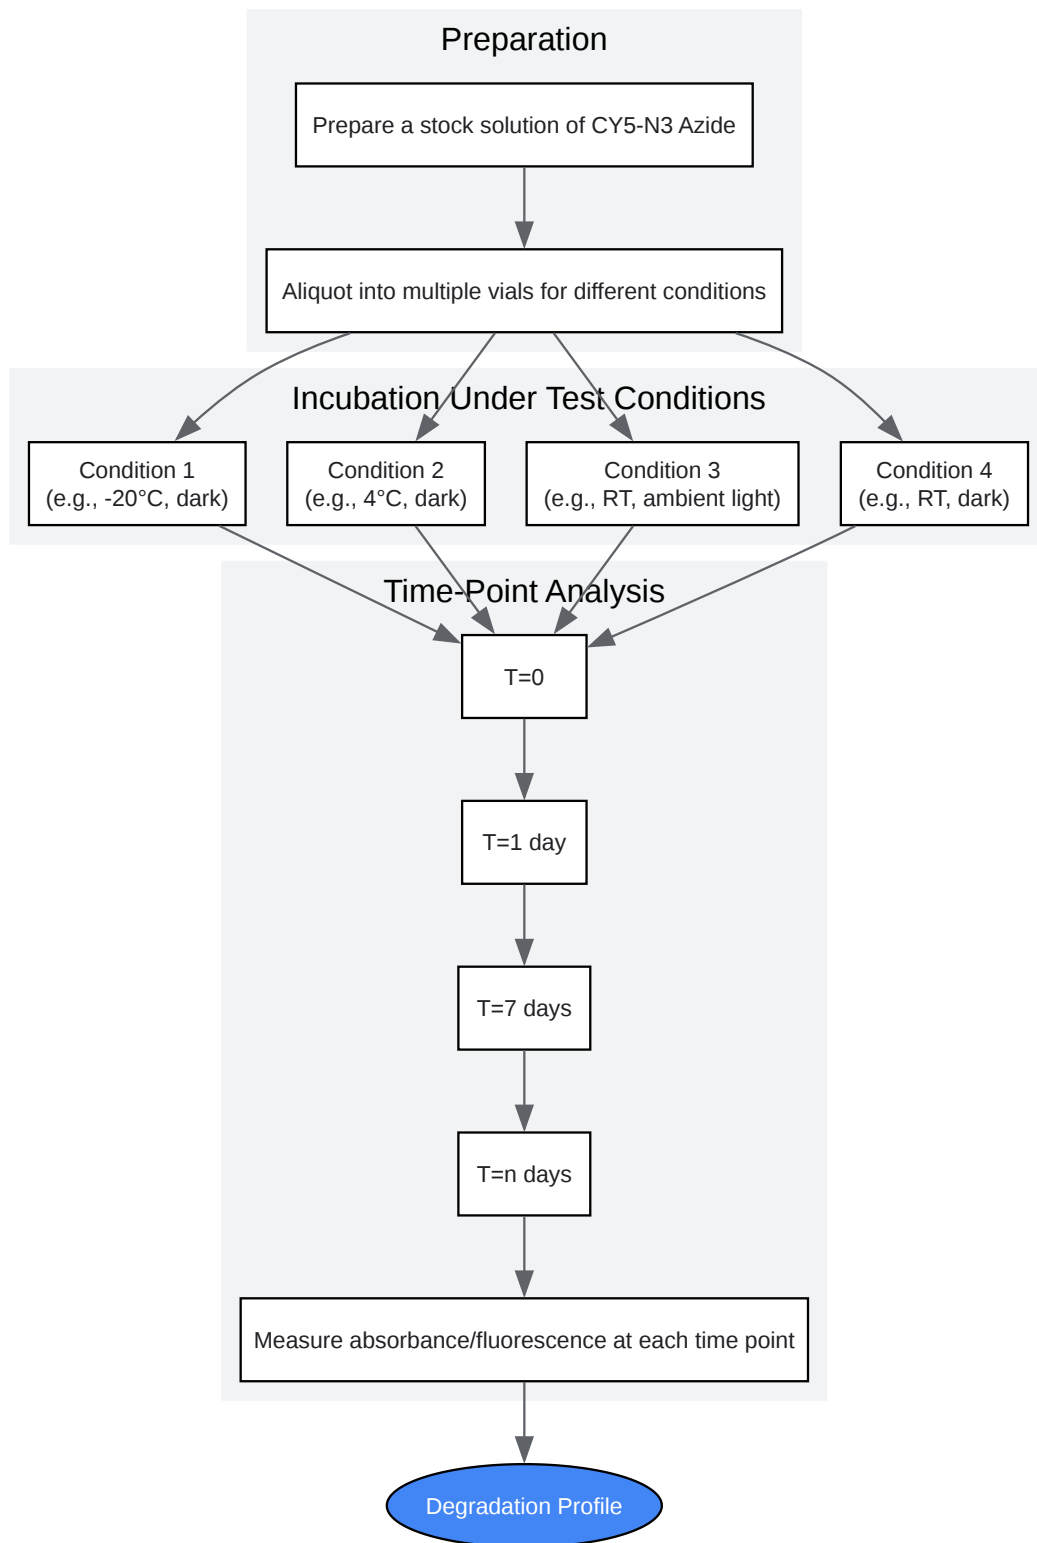 Preparation
Prepare a stock solution of CY5-N3 Azide
Aliquot into multiple vials for different conditions
Incubation Under Test Conditions
Condition 1
(e.g., -20°C, dark)
Condition 2
(e.g., 4°C, dark)
Condition 3
(e.g., RT, ambient light)
Condition 4
(e.g., RT, dark)
Time-Point Analysis
T=0
T=1 day
T=7 days
T=n days
Measure absorbance/fluorescence at each time point
Degradation Profile